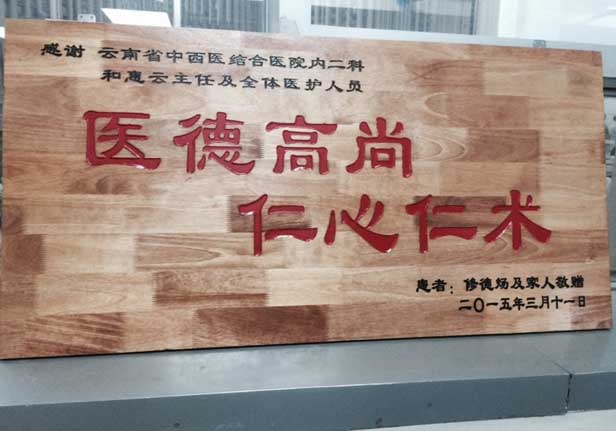 感谢 云南省中西医结合医院内二科
和惠云主任及全体医护人员
医德高尚
仁心仁术
患者：修德炀及家人敬赠
二〇一五年三月十一日